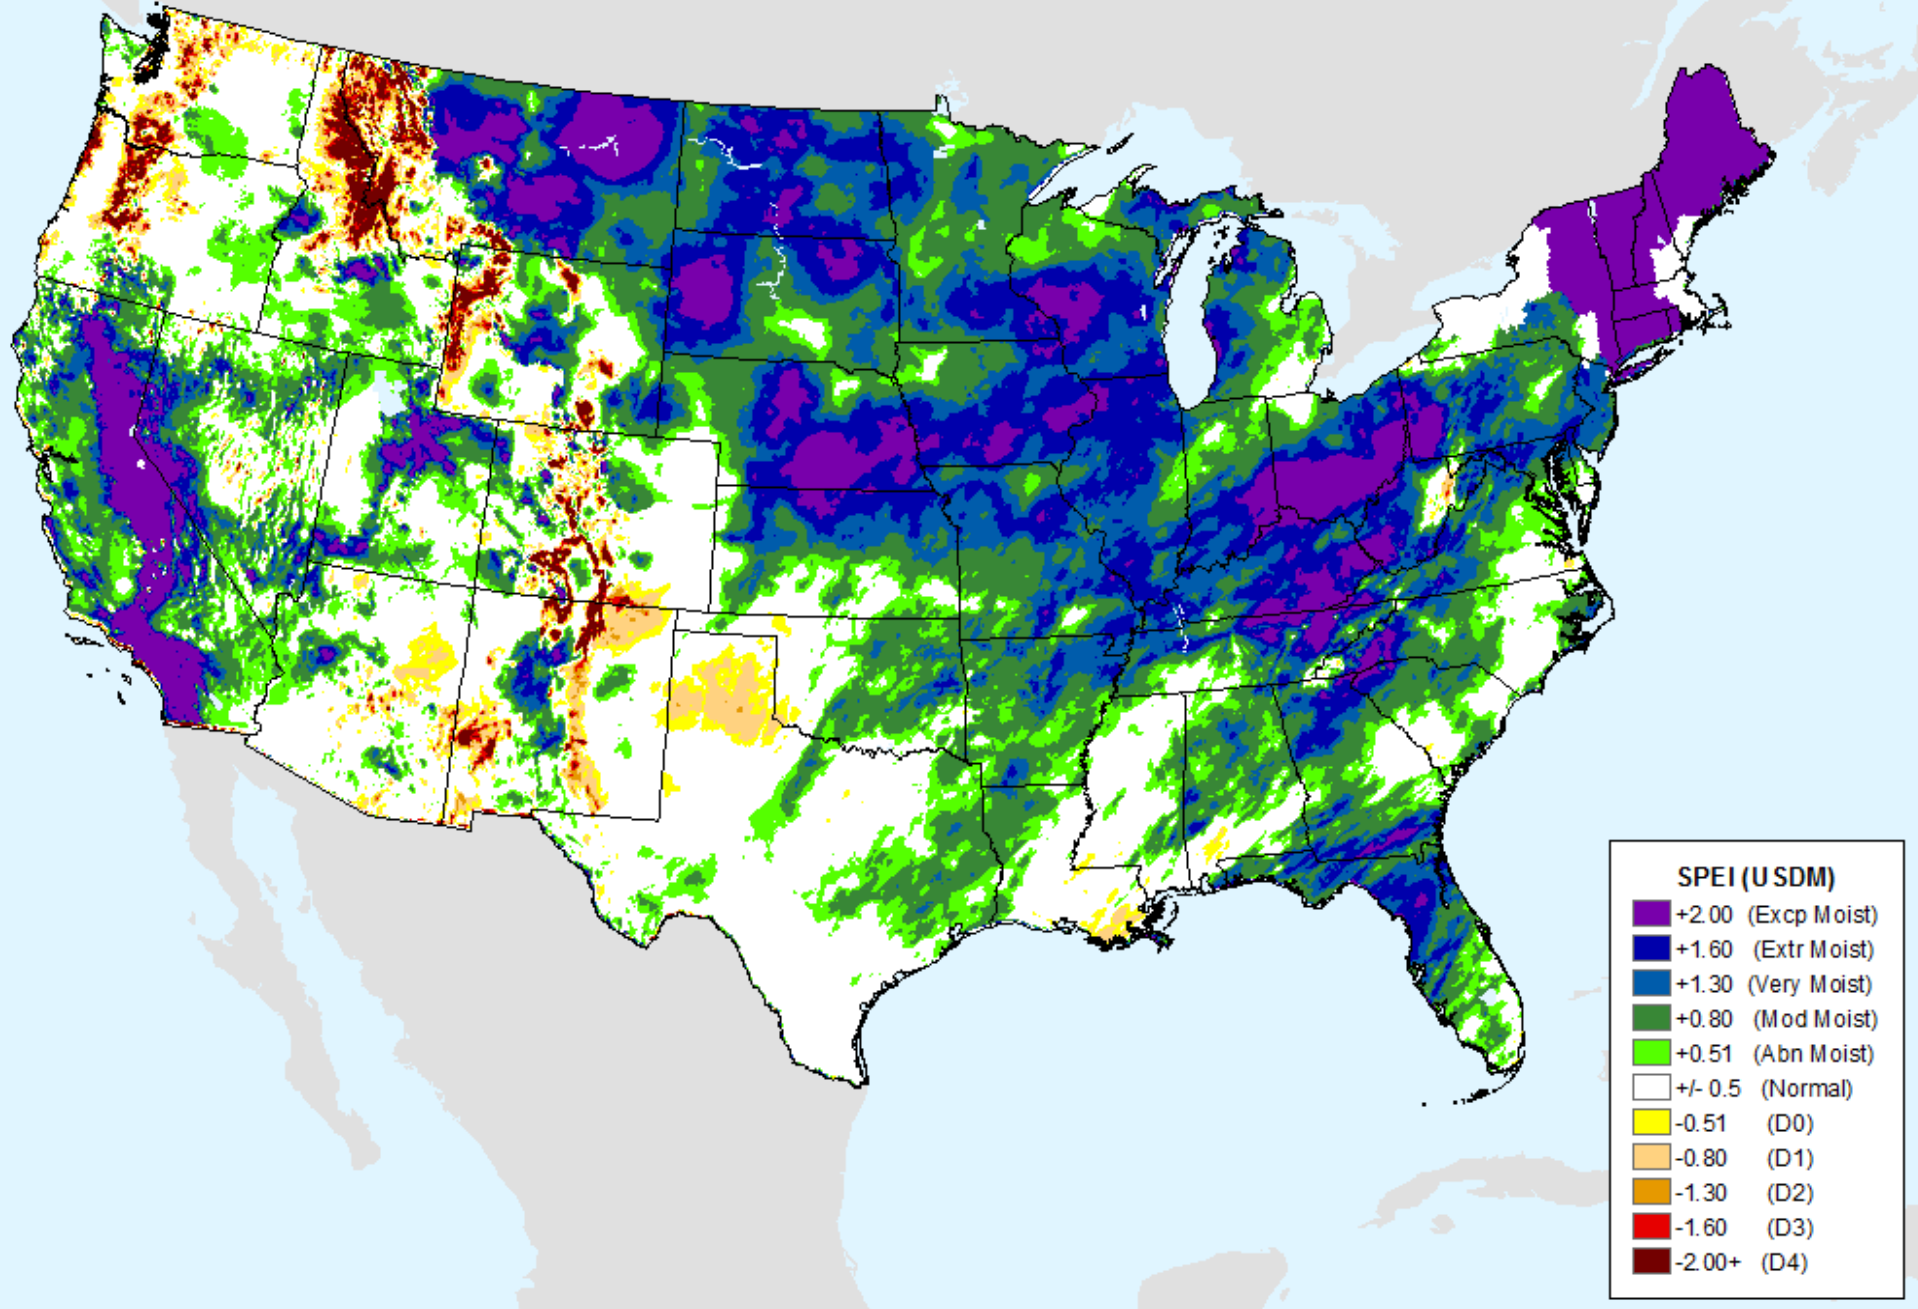 SPEI (USDM)
+2.00 (Excp Moist)
+1.60 (Extr Moist)
+1.30 (Very Moist)
+0.80 (Mod Moist)
+0.51 (Abn Moist)
+/- 0.5 (Normal)
-0.51 (D0)
-0.80 (D1)
-1.30 (D2)
-1.60 (D3)
-2.00+ (D4)